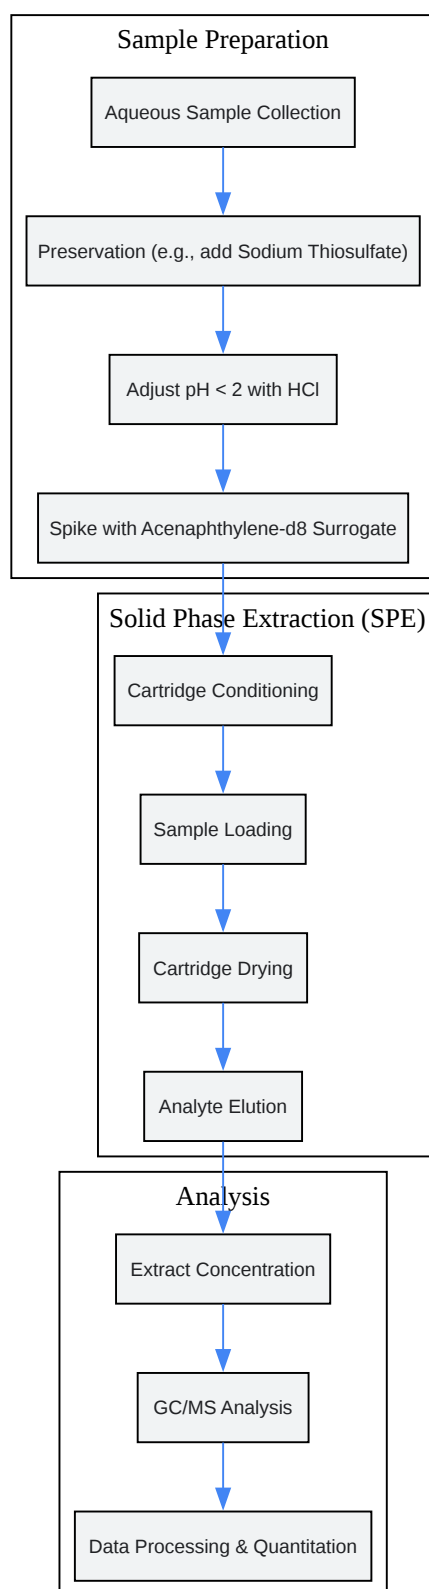 Sample Preparation
Aqueous Sample Collection
Preservation (e.g., add Sodium Thiosulfate)
Adjust pH < 2 with HCl
Spike with Acenaphthylene-d8 Surrogate
Solid Phase Extraction (SPE)
Cartridge Conditioning
Sample Loading
Cartridge Drying
Analyte Elution
Analysis
Extract Concentration
GC/MS Analysis
Data Processing & Quantitation